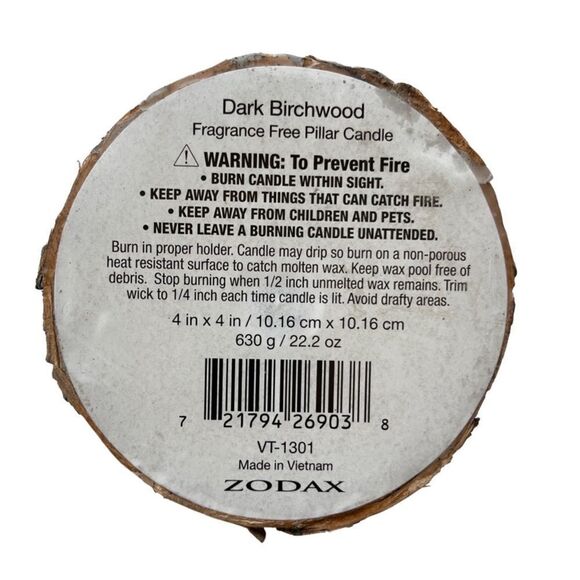 Dark Birchwood
Fragrance Free Pillar Candle
⚠ WARNING: To Prevent Fire
• BURN CANDLE WITHIN SIGHT.
• KEEP AWAY FROM THINGS THAT CAN CATCH FIRE.
• KEEP AWAY FROM CHILDREN AND PETS.
• NEVER LEAVE A BURNING CANDLE UNATTENDED.
Burn in proper holder. Candle may drip so burn on a non-porous
heat resistant surface to catch molten wax. Keep wax pool free of
debris. Stop burning when 1/2 inch unmelted wax remains. Trim
wick to 1/4 inch each time candle is lit. Avoid drafty areas.
4 in x 4 in / 10.16 cm x 10.16 cm
630 g / 22.2 oz
7 21794 26903 8
VT-1301
Made in Vietnam
ZODAX